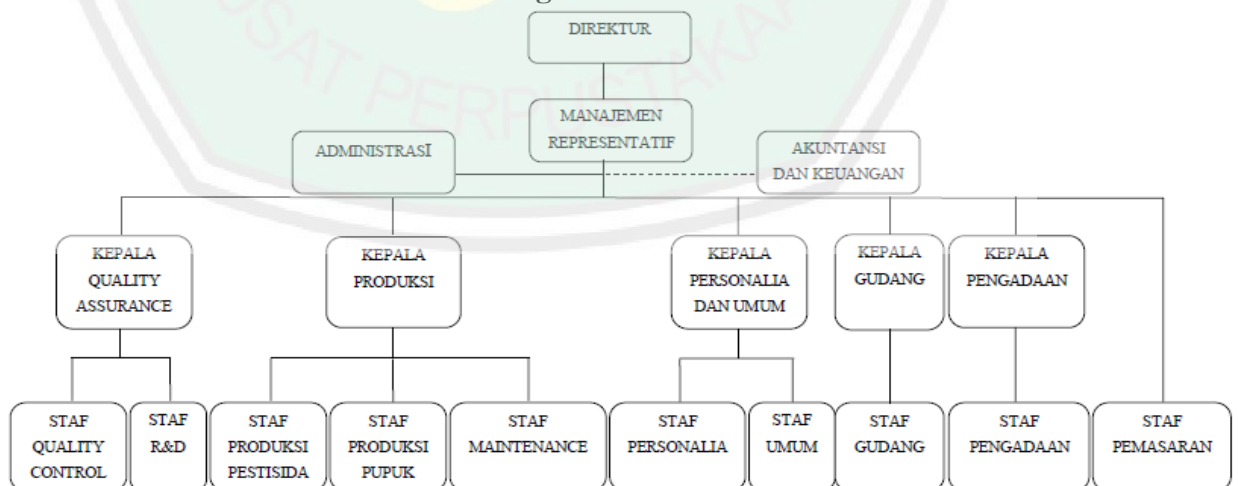 DIREKTUR
MANAJEMEN
REPRESENTATIF
ADMINISTRASI
AKUNTANSI
DAN KEUANGAN
KEPALA
QUALITY
ASSURANCE
KEPALA
PRODUKSI
KEPALA
PERSONALIA
DAN UMUM
KEPALA
GUDANG
KEPALA
PENGADAAN
STAF
QUALITY
CONTROL
STAF
R&D
STAF
PRODUKSI
PESTISIDA
STAF
PRODUKSI
PUPUK
STAF
MAINTENANCE
STAF
PERSONALIA
STAF
UMUM
STAF
GUDANG
STAF
PENGADAAN
STAF
PEMASARAN